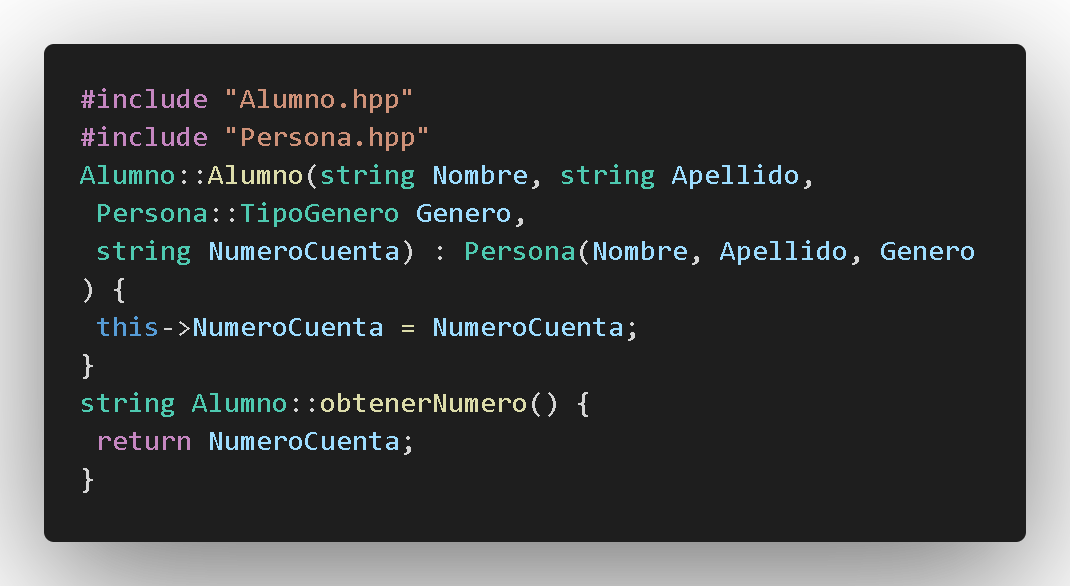 #include "Alumno.hpp"
#include "Persona.hpp"
Alumno::Alumno(string Nombre, string Apellido,
 Persona::TipoGenero Genero,
 string NumeroCuenta) : Persona(Nombre, Apellido, Genero
) {
 this->NumeroCuenta = NumeroCuenta;
}
string Alumno::obtenerNumero() {
 return NumeroCuenta;
}